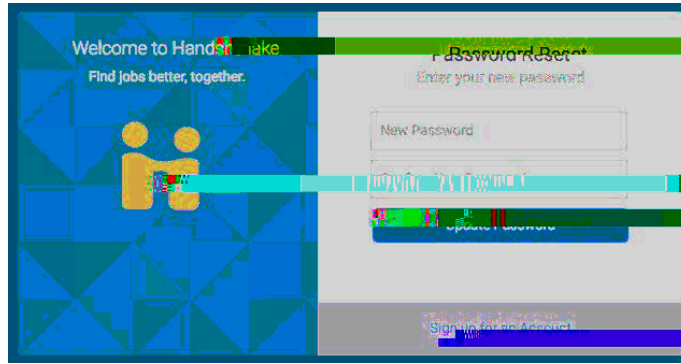 Welcome to Handshake
Find jobs better, together.
Password Reset
Enter your new password
New Password
Update Password
Sign up for an Account